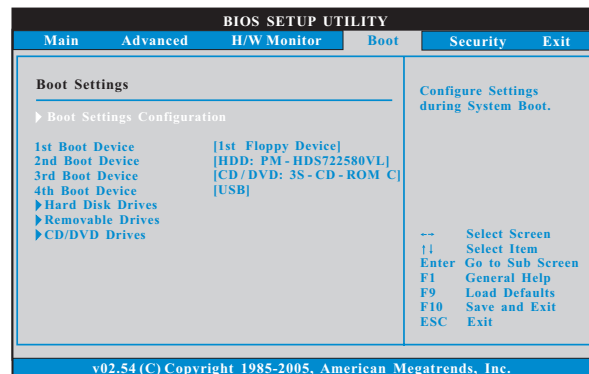 BIOS SETUP UTILITY
Main Advanced H/W Monitor Boot Security Exit
Boot Settings
Boot Settings Configuration
1st Boot Device [1st Floppy Device]
2nd Boot Device [HDD: PM - HDS722580VL]
3rd Boot Device [CD / DVD: 3S - CD - ROM C]
4th Boot Device [USB]
Hard Disk Drives
Removable Drives
CD/DVD Drives
Configure Settings
during System Boot.
←→ Select Screen
↑↓ Select Item
Enter Go to Sub Screen
F1 General Help
F9 Load Defaults
F10 Save and Exit
ESC Exit
v02.54 (C) Copyright 1985-2005, American Megatrends, Inc.